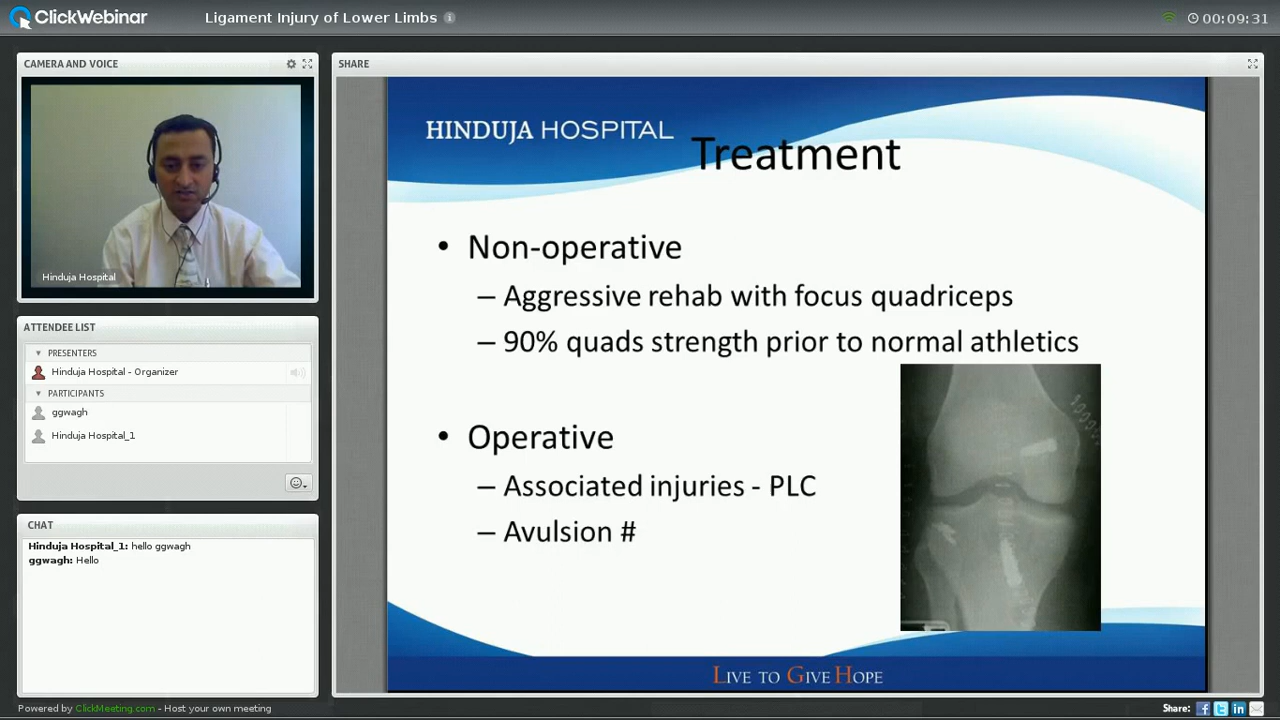 ClickWebinar
Ligament Injury of Lower Limbs
00:09:31
CAMERA AND VOICE
Hinduja Hospital
ATTENDEE LIST
PRESENTERS
Hinduja Hospital - Organizer
PARTICIPANTS
ggwagh
Hinduja Hospital_1
CHAT
Hinduja Hospital_1: hello ggwagh
ggwagh: Hello
SHARE
HINDUJA HOSPITAL
Treatment
• Non-operative
– Aggressive rehab with focus quadriceps
– 90% quads strength prior to normal athletics
• Operative
– Associated injuries - PLC
– Avulsion #
LIVE TO GIVE HOPE
Powered by ClickMeeting.com - Host your own meeting
Share: